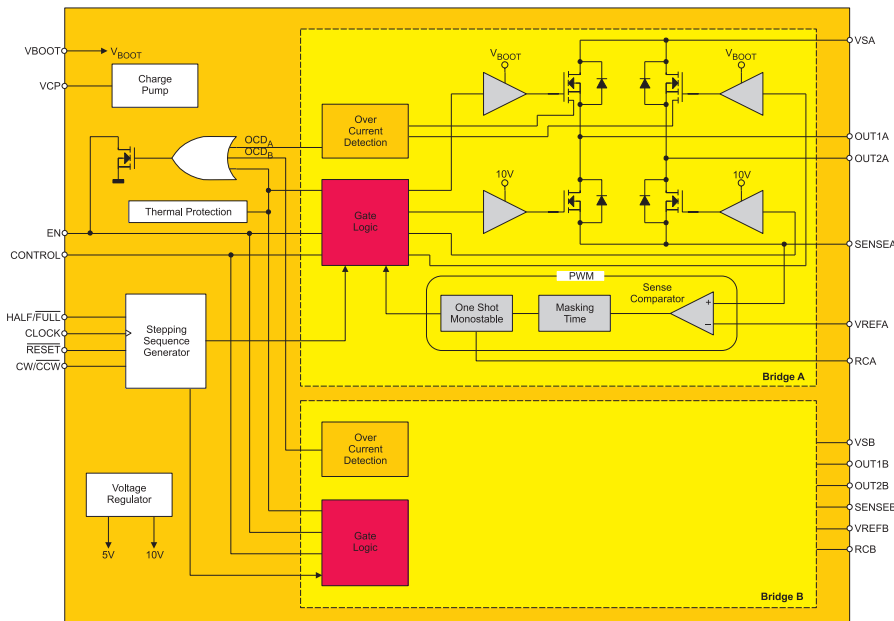 VBOOT
VBOOT
VCP
Charge
Pump
OCDA
OCDB
Thermal Protection
EN
CONTROL
HALF/FULL
CLOCK
RESET
CW/CCW
Stepping
Sequence
Generator
Voltage
Regulator
5V
10V
Over
Current
Detection
Gate
Logic
VBOOT
VBOOT
10V
10V
PWM
One Shot
Monostable
Masking
Time
Sense
Comparator
+
−
Bridge A
VSA
OUT1A
OUT2A
SENSEA
VREFA
RCA
Over
Current
Detection
Gate
Logic
Bridge B
VSB
OUT1B
OUT2B
SENSEB
VREFB
RCB